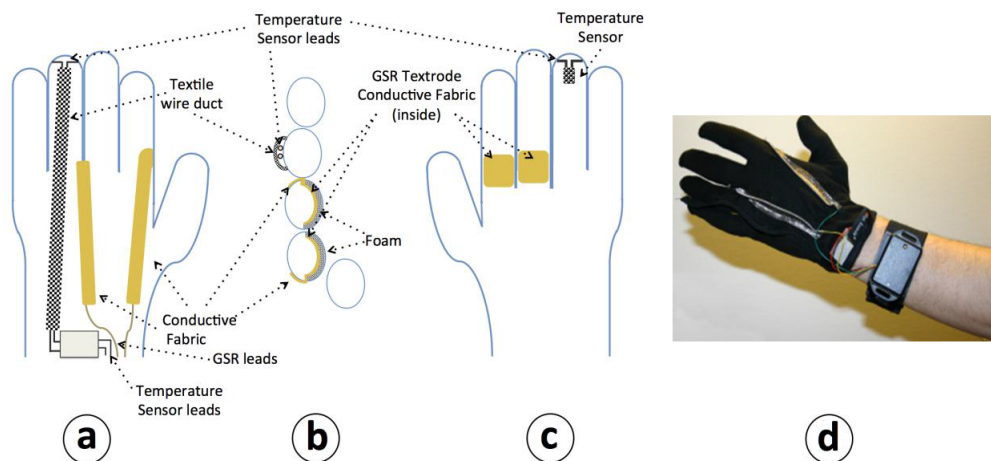 Temperature
Sensor leads
Temperature
Sensor
Textile
wire duct
GSR Textrode
Conductive Fabric
(inside)
Foam
Conductive
Fabric
GSR leads
Temperature
Sensor leads
a
b
c
d